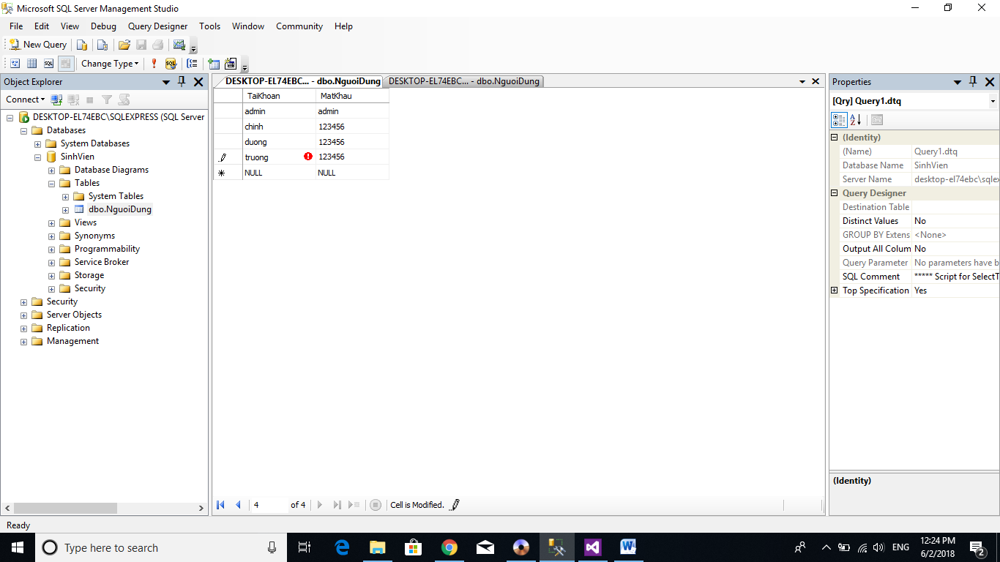 Microsoft SQL Server Management Studio
File Edit View Debug Query Designer Tools Window Community Help
New Query
Change Type
Object Explorer
Connect
DESKTOP-EL74EBC\SQLEXPRESS (SQL Server
Databases
System Databases
SinhVien
Database Diagrams
Tables
System Tables
dbo.NguoiDung
Views
Synonyms
Programmability
Service Broker
Storage
Security
Security
Server Objects
Replication
Management
DESKTOP-EL74EBC... - dbo.NguoiDung DESKTOP-EL74EBC... - dbo.NguoiDung
TaiKhoan MatKhau
admin admin
chinh 123456
duong 123456
truong 123456
NULL NULL
4 of 4 Cell is Modified.
Properties
[Qry] Query1.dtq
(Identity)
(Name) Query1.dtq
Database Name SinhVien
Server Name desktop-el74ebc\sqlex
Query Designer
Destination Table
Distinct Values No
GROUP BY Extens <None>
Output All Colum No
Query Parameter No parameters have b
SQL Comment ***** Script for SelectT
Top Specification Yes
(Identity)
Ready
Type here to search
ENG
12:24 PM
6/2/2018
2